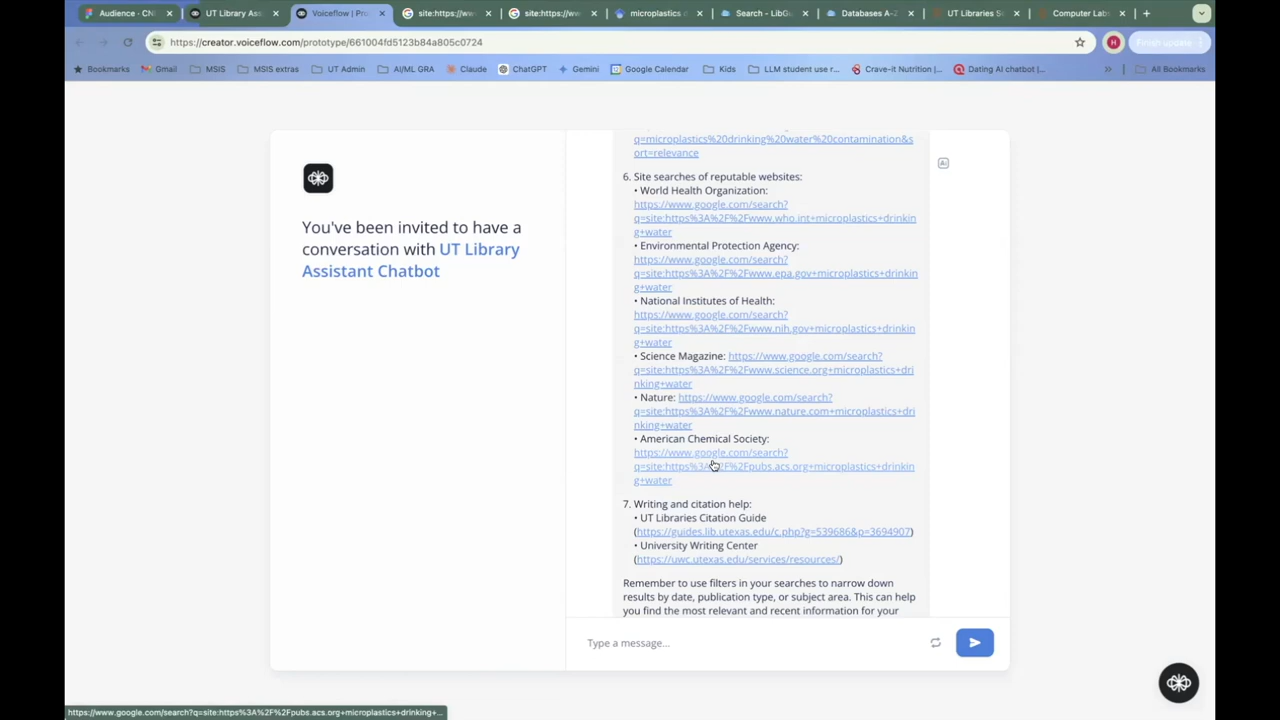 Audience · CNI
UT Library Assi
Voiceflow | Pro
site:https://ww
site:https://ww
microplastics d
Search - LibGu
Databases A-Z
UT Libraries Se
Computer Labs
https://creator.voiceflow.com/prototype/661004fd5123b84a805c0724
H
Finish update
Bookmarks
Gmail
MSIS
MSIS extras
UT Admin
AI/ML GRA
Claude
ChatGPT
Gemini
Google Calendar
Kids
LLM student use r...
Crave-it Nutrition |...
Dating AI chatbot |...
All Bookmarks
You've been invited to have a
conversation with UT Library
Assistant Chatbot
q=microplastics%20drinking%20water%20contamination&s
ort=relevance
6. Site searches of reputable websites:
• World Health Organization:
https://www.google.com/search?
q=site:https%3A%2F%2Fwww.who.int+microplastics+drinkin
g+water
• Environmental Protection Agency:
https://www.google.com/search?
q=site:https%3A%2F%2Fwww.epa.gov+microplastics+drinkin
g+water
• National Institutes of Health:
https://www.google.com/search?
q=site:https%3A%2F%2Fwww.nih.gov+microplastics+drinkin
g+water
• Science Magazine: https://www.google.com/search?
q=site:https%3A%2F%2Fwww.science.org+microplastics+dri
nking+water
• Nature: https://www.google.com/search?
q=site:https%3A%2F%2Fwww.nature.com+microplastics+dri
nking+water
• American Chemical Society:
https://www.google.com/search?
q=site:https%3A%2F%2Fpubs.acs.org+microplastics+drinkin
g+water
7. Writing and citation help:
• UT Libraries Citation Guide
(https://guides.lib.utexas.edu/c.php?g=539686&p=3694907)
• University Writing Center
(https://uwc.utexas.edu/services/resources/)
Remember to use filters in your searches to narrow down
results by date, publication type, or subject area. This can help
you find the most relevant and recent information for your
Type a message...
https://www.google.com/search?q=site:https%3A%2F%2Fpubs.acs.org+microplastics+drinking+...